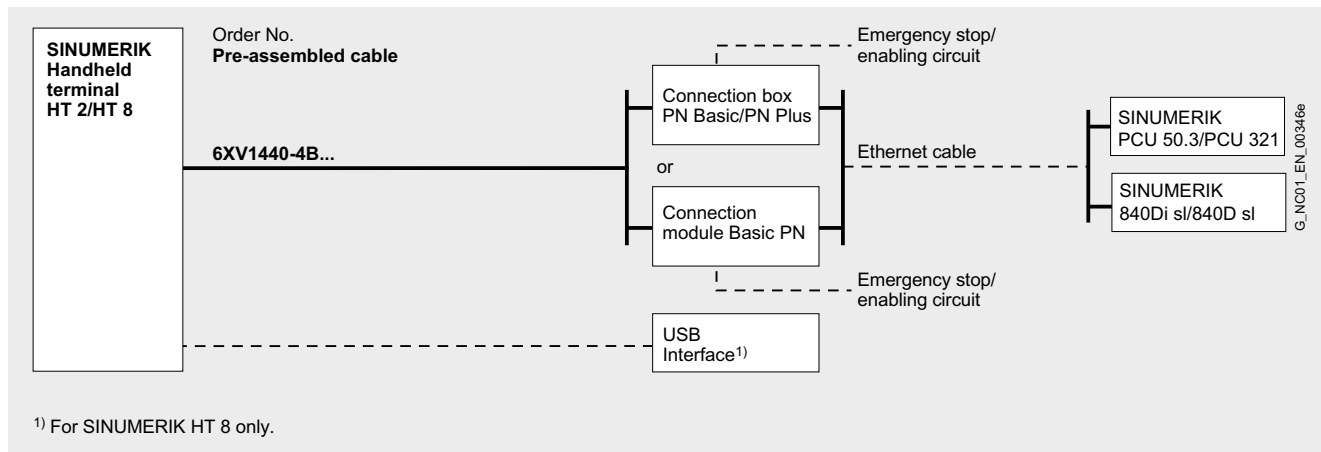 SINUMERIK
Handheld
terminal
HT 2/HT 8
Order No.
Pre-assembled cable
6XV1440-4B...
Emergency stop/
enabling circuit
Connection box
PN Basic/PN Plus
or
Connection
module Basic PN
Emergency stop/
enabling circuit
Ethernet cable
SINUMERIK
PCU 50.3/PCU 321
SINUMERIK
840Di sl/840D sl
G_NC01_EN_00346e
USB
Interface1)
1) For SINUMERIK HT 8 only.